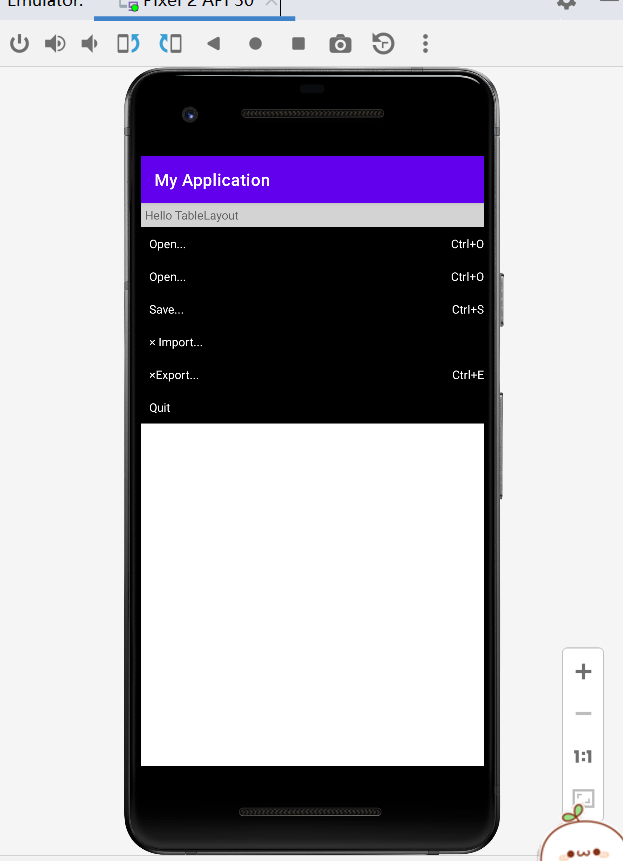 Emulator:
Pixel 2 API 30
My Application
Hello TableLayout
Open... Ctrl+O
Open... Ctrl+O
Save... Ctrl+S
× Import...
×Export... Ctrl+E
Quit
1:1